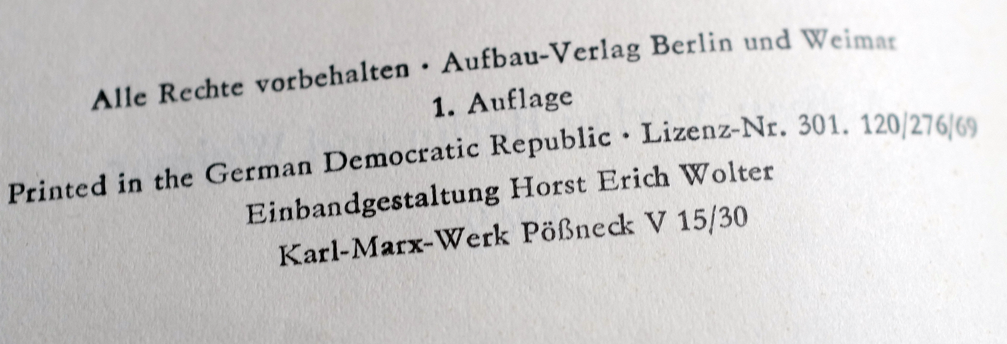 Alle Rechte vorbehalten · Aufbau-Verlag Berlin und Weimar
1. Auflage
Printed in the German Democratic Republic · Lizenz-Nr. 301. 120/276/69
Einbandgestaltung Horst Erich Wolter
Karl-Marx-Werk Pößneck V 15/30